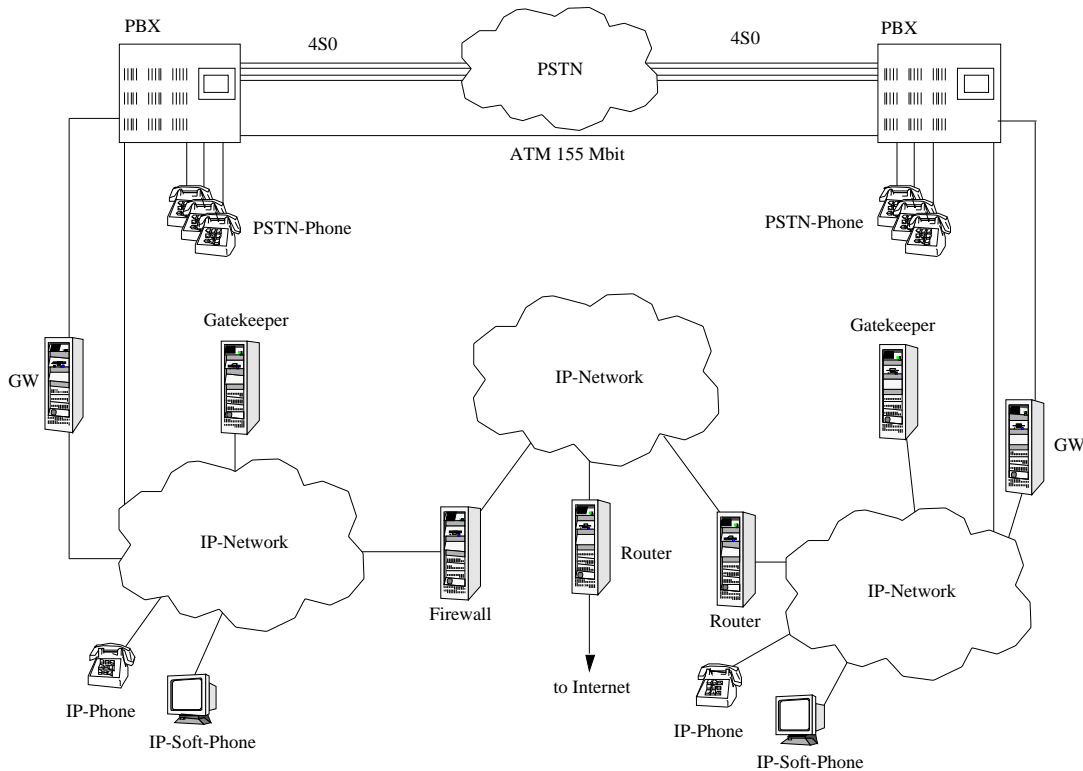 PBX
4S0
PSTN
4S0
PBX
ATM 155 Mbit
PSTN-Phone
PSTN-Phone
Gatekeeper
Gatekeeper
IP-Network
GW
GW
IP-Network
Router
IP-Network
Firewall
Router
to Internet
IP-Phone
IP-Phone
IP-Soft-Phone
IP-Soft-Phone